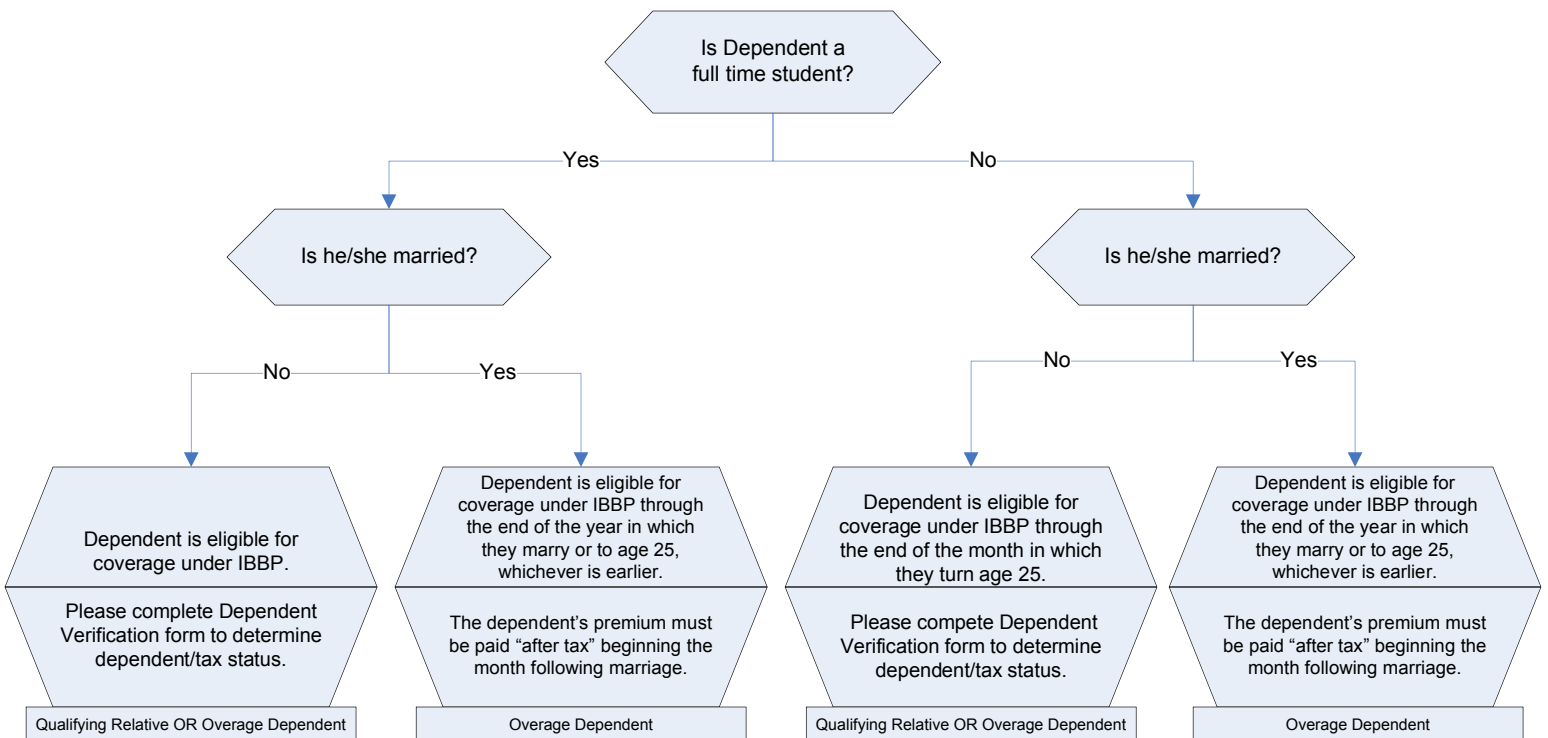 Is Dependent a
full time student?
Yes
No
Is he/she married?
Is he/she married?
No
Yes
No
Yes
Dependent is eligible for
coverage under IBBP.
Please complete Dependent
Verification form to determine
dependent/tax status.
Qualifying Relative OR Overage Dependent
Dependent is eligible for
coverage under IBBP through
the end of the year in which
they marry or to age 25,
whichever is earlier.
The dependent’s premium must
be paid “after tax” beginning the
month following marriage.
Overage Dependent
Dependent is eligible for
coverage under IBBP through
the end of the month in which
they turn age 25.
Please compete Dependent
Verification form to determine
dependent/tax status.
Qualifying Relative OR Overage Dependent
Dependent is eligible for
coverage under IBBP through
the end of the year in which
they marry or to age 25,
whichever is earlier.
The dependent’s premium must
be paid “after tax” beginning the
month following marriage.
Overage Dependent